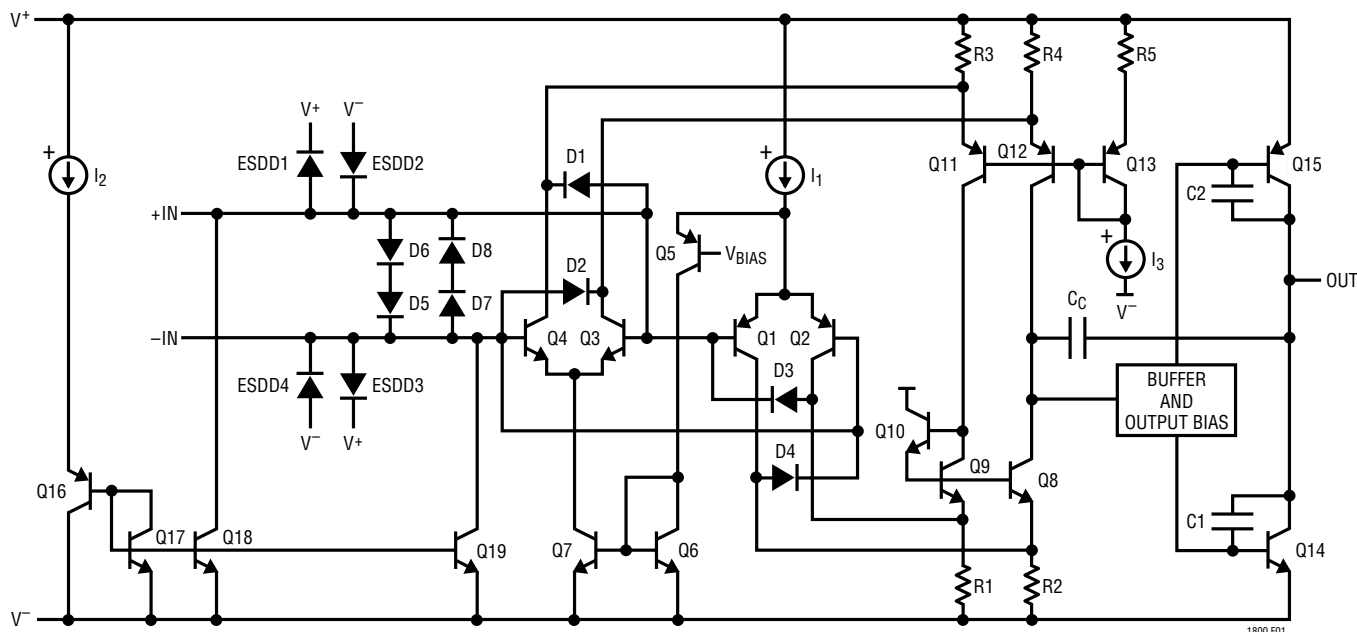 V+
R3
R4
R5
V+
V−
+
ESDD1
ESDD2
I2
D1
+
I1
Q11
Q12
Q13
Q15
C2
+IN
D6
D8
Q5
VBIAS
+
I3
V−
D2
D5
D7
OUT
CC
−IN
Q4
Q3
Q1
Q2
ESDD4
ESDD3
D3
BUFFER
AND
OUTPUT BIAS
V−
V+
Q10
D4
Q9
Q8
Q16
Q17
Q18
Q19
Q7
Q6
C1
Q14
R1
R2
V−
1800 F01